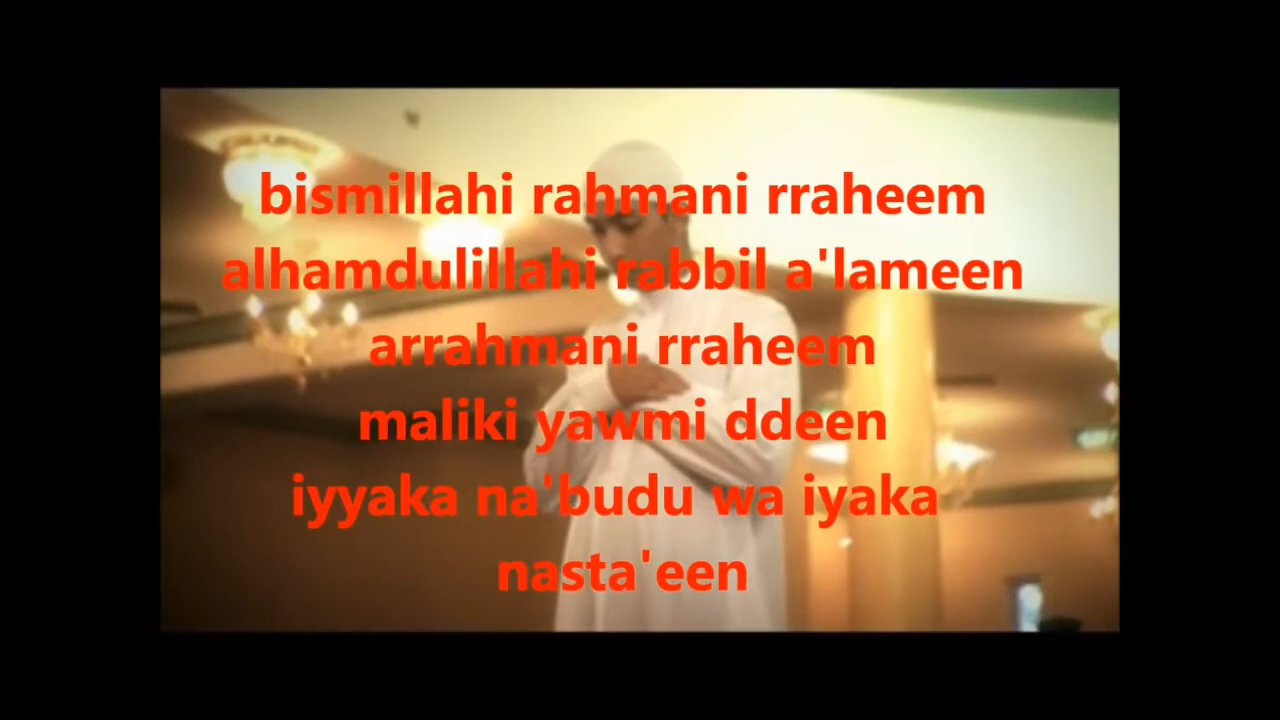 bismillahi rahmani rraheem
alhamdulillahi rabbil a'lameen
arrahmani rraheem
maliki yawmi ddeen
iyyaka na'budu wa iyaka
nasta'een